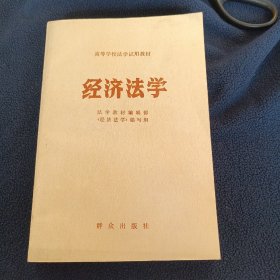 高等学校法学试用教材
经济法学
法学教材编辑部
《经济法学》编写组
群众出版社